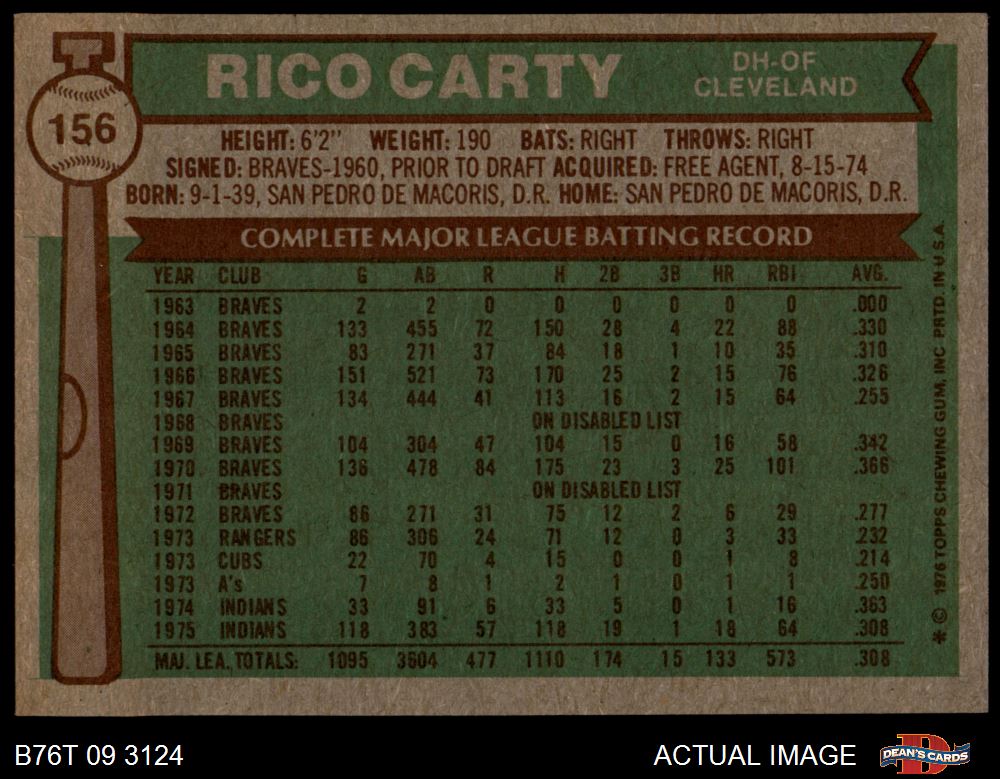 RICO CARTY
DH-OF
CLEVELAND
156
HEIGHT: 6'2" WEIGHT: 190 BATS: RIGHT THROWS: RIGHT
SIGNED: BRAVES-1960, PRIOR TO DRAFT ACQUIRED: FREE AGENT, 8-15-74
BORN: 9-1-39, SAN PEDRO DE MACORIS, D.R. HOME: SAN PEDRO DE MACORIS, D.R.
COMPLETE MAJOR LEAGUE BATTING RECORD
YEAR CLUB G AB R H 2B 3B HR RBI AVG.
1963 BRAVES 2 2 0 0 0 0 0 0 .000
1964 BRAVES 133 455 72 150 28 4 22 88 .330
1965 BRAVES 83 271 37 84 18 1 10 35 .310
1966 BRAVES 151 521 73 170 25 2 15 76 .326
1967 BRAVES 134 444 41 113 16 2 15 64 .255
1968 BRAVES ON DISABLED LIST
1969 BRAVES 104 304 47 104 15 0 16 58 .342
1970 BRAVES 136 478 84 175 23 3 25 101 .366
1971 BRAVES ON DISABLED LIST
1972 BRAVES 86 271 31 75 12 2 6 29 .277
1973 RANGERS 86 306 24 71 12 0 3 33 .232
1973 CUBS 22 70 4 15 0 0 1 8 .214
1973 A's 7 8 1 2 1 0 1 1 .250
1974 INDIANS 33 91 6 33 5 0 1 16 .363
1975 INDIANS 118 383 57 118 19 1 18 64 .308
MAJ. LEA. TOTALS: 1095 3604 477 1110 174 15 133 573 .308
* © 1976 TOPPS CHEWING GUM, INC PRTD. IN U.S.A.
B76T 09 3124
ACTUAL IMAGE
DEAN'S CARDS